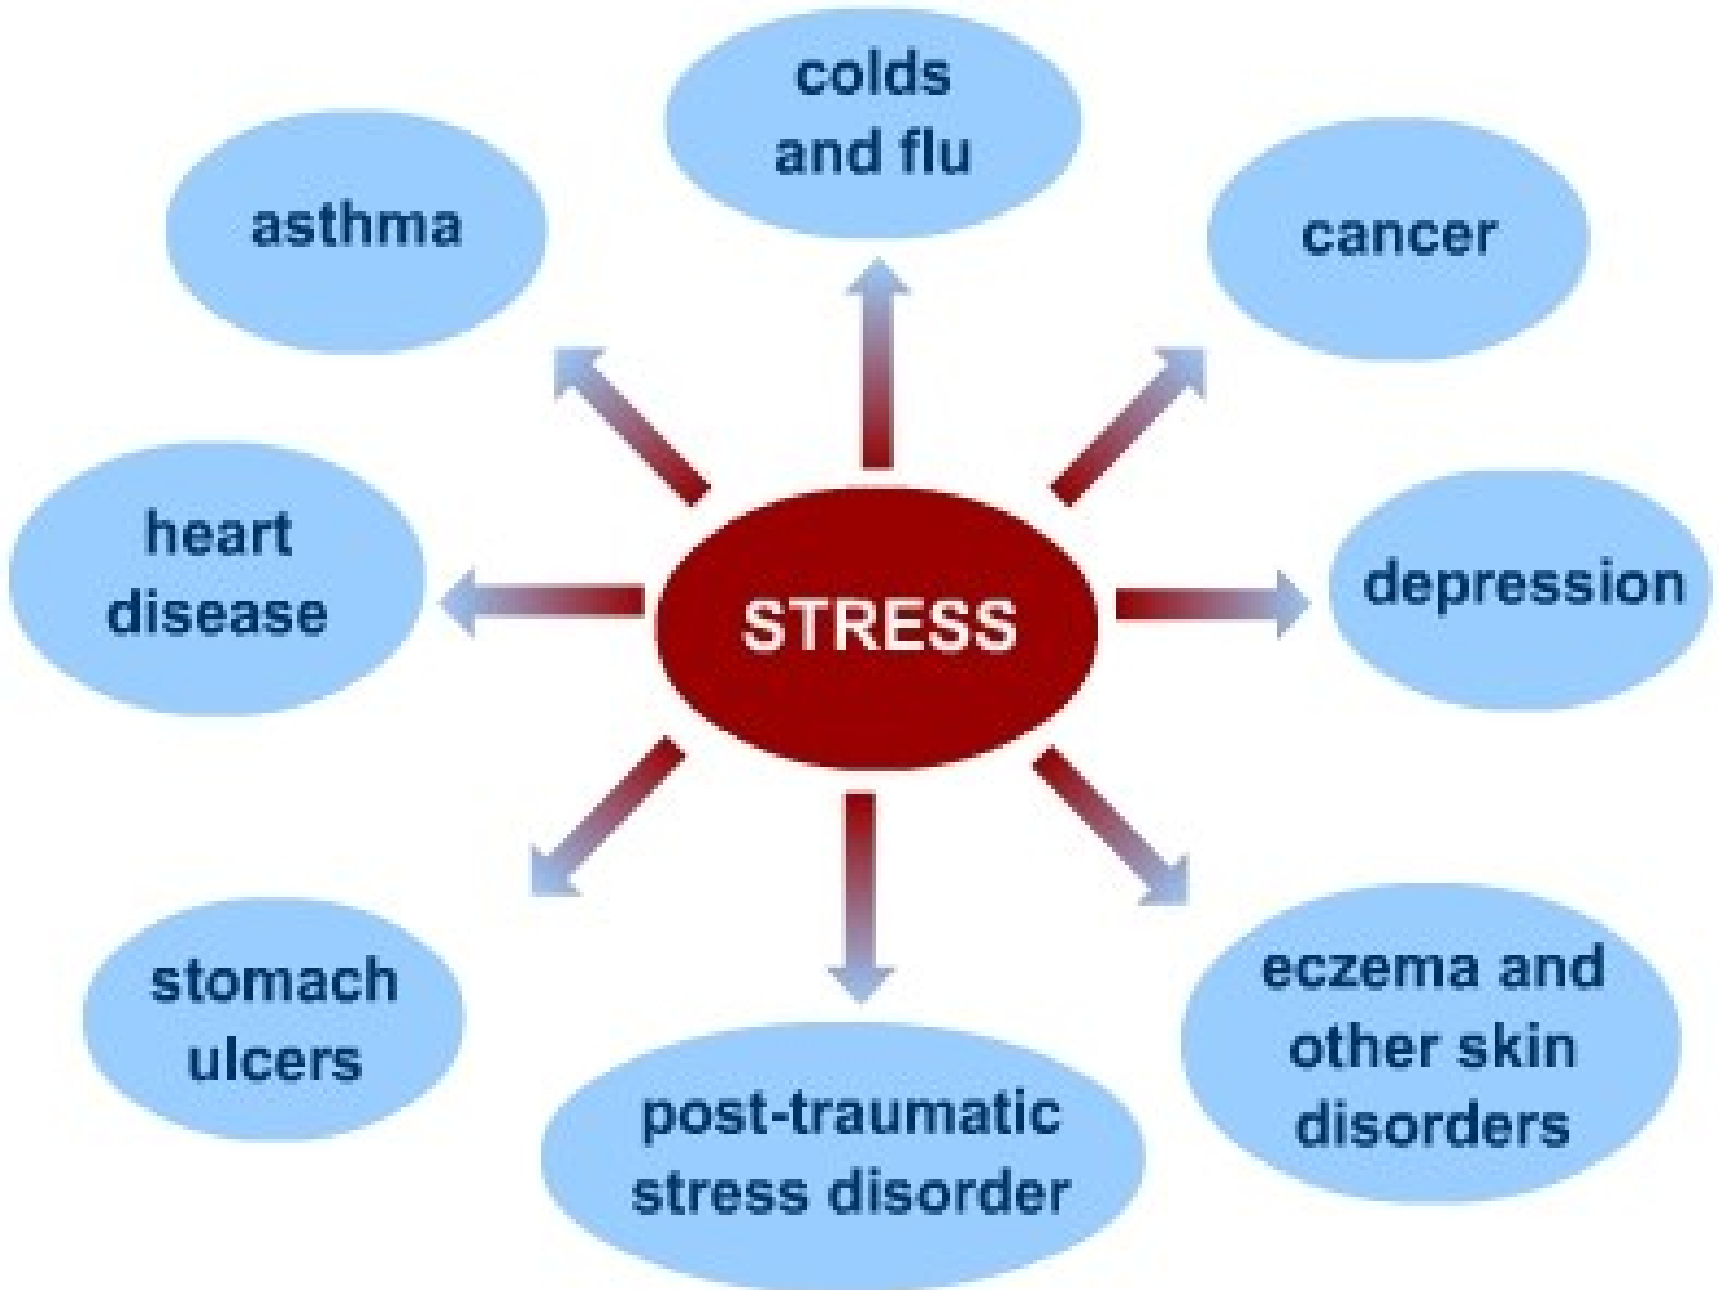 colds
and flu
asthma
cancer
heart
disease
STRESS
depression
stomach
ulcers
post-traumatic
stress disorder
eczema and
other skin
disorders